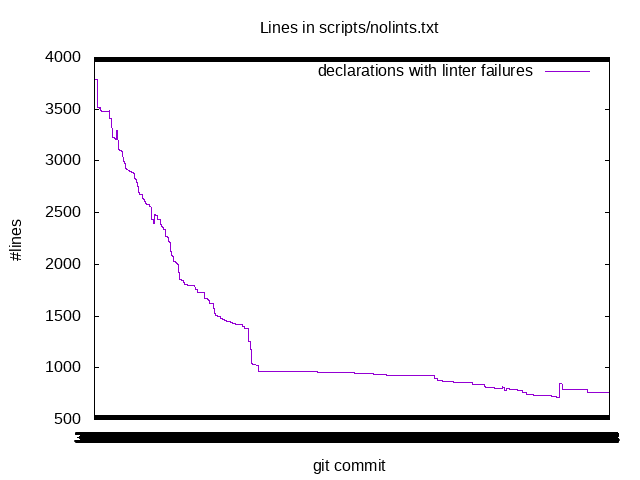 Lines in scripts/nolints.txt
declarations with linter failures
4000
3500
3000
2500
2000
1500
1000
500
#lines
git commit